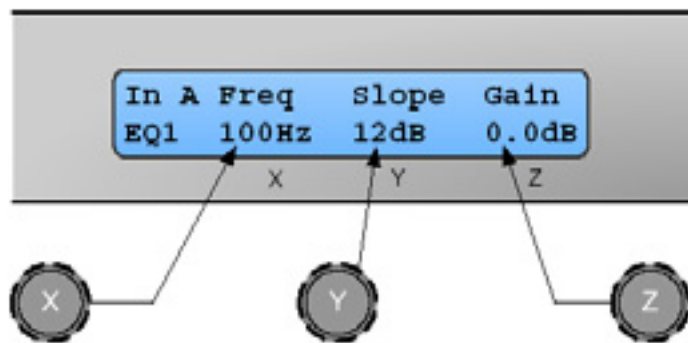 In A Freq Slope Gain
EQ1 100Hz 12dB 0.0dB
X Y Z
X Y Z